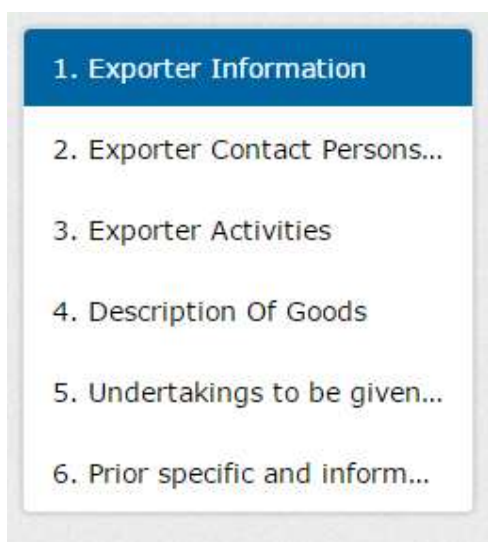 1. Exporter Information
2. Exporter Contact Persons...
3. Exporter Activities
4. Description Of Goods
5. Undertakings to be given...
6. Prior specific and inform...